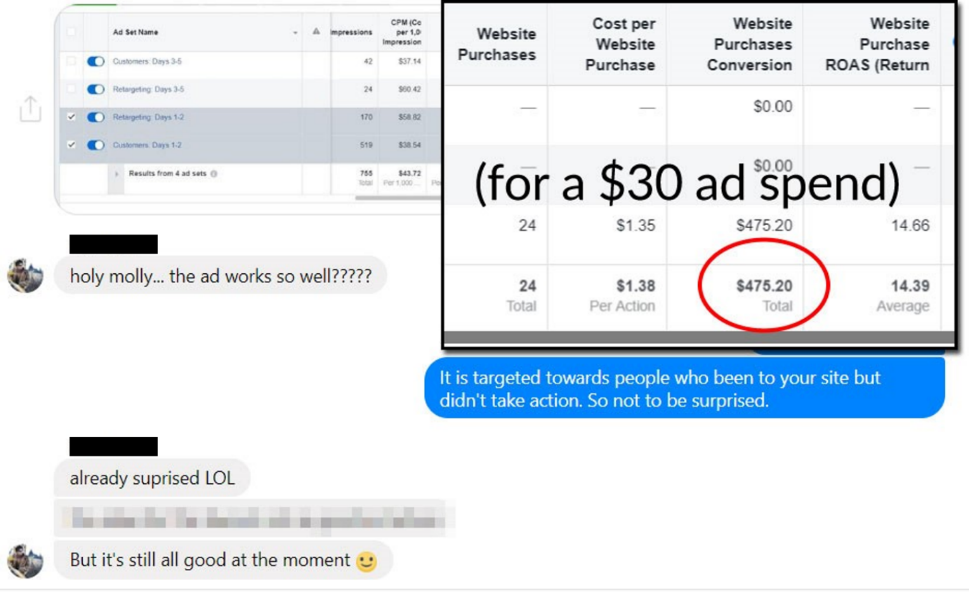 Ad Set Name
mpressions
CPM (Co
per 1,0
Impression
Customers: Days 3-5
42
$37.14
Retargeting: Days 3-5
24
$60.42
Retargeting: Days 1-2
170
$58.82
Customers: Days 1-2
519
$38.54
Results from 4 ad sets
755
Total
$43.72
Per 1,000 ...
Website
Purchases
Cost per
Website
Purchase
Website
Purchases
Conversion
Website
Purchase
ROAS (Return
— — $0.00 —
— — $0.00 —
(for a $30 ad spend)
24 $1.35 $475.20 14.66
24 $1.38 $475.20 14.39
Total Per Action Total Average
holy molly... the ad works so well?????
It is targeted towards people who been to your site but
didn't take action. So not to be surprised.
already suprised LOL
But it's still all good at the moment 🙂